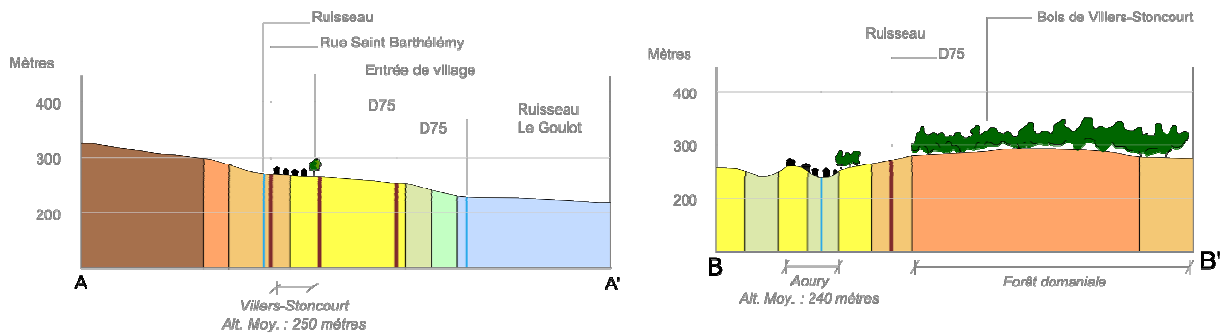 Ruisseau
Rue Saint Barthélémy
Mètres
Entrée de village
400
D75
D75
Ruisseau
Le Goulot
300
200
A
A'
Villers-Stoncourt
Alt. Moy. : 250 mètres
Bois de Villers-Stoncourt
Ruisseau
D75
Mètres
400
300
200
B
B'
Aoury
Alt. Moy. : 240 mètres
Forêt domaniale